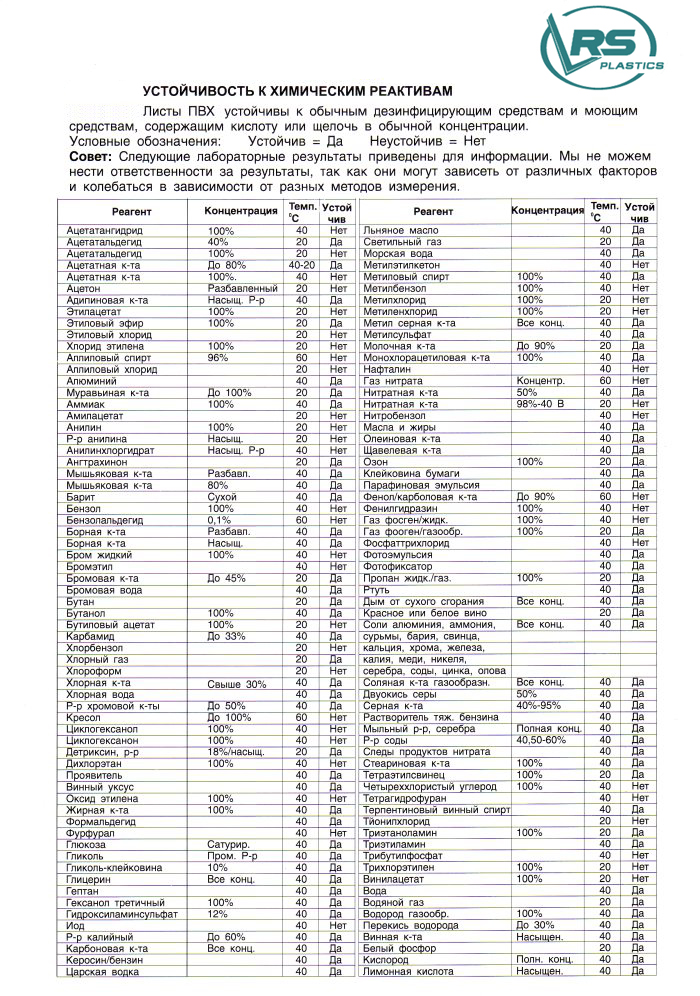 VRS
PLASTICS
УСТОЙЧИВОСТЬ К ХИМИЧЕСКИМ РЕАКТИВАМ
Листы ПВХ устойчивы к обычным дезинфицирующим средствам и моющим
средствам, содержащим кислоту или щелочь в обычной концентрации.
Условные обозначения: Устойчив = Да Неустойчив = Нет
Совет: Следующие лабораторные результаты приведены для информации. Мы не можем
нести ответственности за результаты, так как они могут зависеть от различных факторов
и колебаться в зависимости от разных методов измерения.
Реагент Концентрация Темп. °С Устой чив Реагент Концентрация Темп. °С Устой чив
Ацетатангидрид 100% 40 Нет Льняное масло 40 Да
Ацетатальдегид 40% 20 Да Светильный газ 20 Да
Ацетатальдегид 100% 20 Нет Морская вода 40 Да
Ацетатная к-та До 80% 40-20 Да Метилэтилкетон 40 Нет
Ацетатная к-та 100%. 40 Нет Метиловый спирт 100% 40 Да
Ацетон Разбавленный 20 Нет Метилбензол 100% 40 Нет
Адипиновая к-та Насыщ. Р-р 40 Да Метилхлорид 100% 20 Нет
Этилацетат 100% 20 Нет Метиленхлорид 100% 20 Нет
Этиловый эфир 100% 20 Да Метил серная к-та Все конц. 40 Да
Этиловый хлорид 20 Нет Метилсульфат 40 Да
Хлорид этилена 100% 20 Нет Молочная к-та До 90% 20 Да
Аллиловый спирт 96% 60 Нет Монохлорацетиловая к-та 100% 40 Да
Аллиловый хлорид 20 Нет Нафталин 40 Нет
Алюминий 40 Да Газ нитрата Концентр. 60 Нет
Муравьиная к-та До 100% 20 Да Нитратная к-та 50% 40 Да
Аммиак 100% 40 Да Нитратная к-та 98%-40 В 20 Нет
Амилацетат 20 Нет Нитробензол 40 Нет
Анилин 100% 20 Нет Масла и жиры 40 Да
Р-р анилина Насыщ. 20 Нет Олеиновая к-та 40 Да
Анилинхлоргидрат Насыщ. Р-р 40 Нет Щавелевая к-та 40 Да
Ангтрахинон 20 Да Озон 100% 20 Да
Мышьяковая к-та Разбавл. 40 Да Клейковина бумаги 40 Да
Мышьяковая к-та 80% 40 Да Парафиновая эмульсия 40 Да
Барит Сухой 40 Да Фенол/карболовая к-та До 90% 60 Нет
Бензол 100% 40 Нет Фенилгидразин 100% 40 Нет
Бензолальдегид 0,1% 60 Нет Газ фосген/жидк. 100% 40 Нет
Борная к-та Разбавл. 40 Да Газ фооген/газообр. 100% 20 Да
Борная к-та Насыщ. 40 Да Фосфаттрихлорид 40 Нет
Бром жидкий 100% 40 Нет Фотоэмульсия 40 Да
Бромэтил 40 Нет Фотофиксатор 40 Да
Бромовая к-та До 45% 20 Да Пропан жидк./газ. 100% 20 Да
Бромовая вода 40 Да Ртуть 40 Да
Бутан 20 Да Дым от сухого сгорания Все конц. 40 Да
Бутанол 100% 40 Да Красное или белое вино 20 Да
Бутиловый ацетат 100% 20 Нет Соли алюминия, аммония, Все конц. 40 Да
Карбамид До 33% 40 Да сурьмы, бария, свинца,
Хлорбензол 20 Нет кальция, хрома, железа,
Хлорный газ 20 Да калия, меди, никеля,
Хлороформ 20 Нет серебра, соды, цинка, олова
Хлорная к-та Свыше 30% 40 Да Соляная к-та газообразн. Все конц. 40 Да
Хлорная вода 40 Да Двуокись серы 50% 40 Да
Р-р хромовой к-ты До 50% 40 Да Серная к-та 40%-95% 40 Да
Кресол До 100% 60 Нет Растворитель тяж. бензина 40 Да
Циклогексанол 100% 40 Нет Мыльный р-р, серебра Полная конц. 40 Да
Циклогексанон 100% 40 Нет Р-р соды 40,50-60% 40 Да
Детриксин, р-р 18%/насыщ. 20 Да Следы продуктов нитрата 40 Да
Дихлорэтан 100% 40 Нет Стеариновая к-та 100% 40 Да
Проявитель 40 Да Тетраэтилсвинец 100% 20 Да
Винный уксус 40 Да Четыреххлористый углерод 100% 40 Нет
Оксид этилена 100% 40 Нет Тетрагидрофуран 40 Нет
Жирная к-та 100% 40 Да Терпентиновый винный спирт 40 Да
Формальдегид 40 Да Тйонилхлорид 20 Нет
Фурфурал 40 Нет Триэтаноламин 100% 20 Да
Глюкоза Сатурир. 40 Да Триэтиламин 40 Да
Гликоль Пром. Р-р 40 Да Трибутилфосфат 40 Нет
Гликоль-клейковина 10% 40 Да Трихлорэтилен 100% 20 Нет
Глицерин Все конц. 40 Да Винилацетат 100% 20 Нет
Гептан 40 Да Вода 40 Да
Гексанол третичный 100% 40 Да Водяной газ 20 Да
Гидроксиламинсульфат 12% 40 Да Водород газообр. 100% 40 Да
Иод 40 Нет Перекись водорода До 30% 40 Да
Р-р калийный До 60% 40 Да Винная к-та Насыщен. 40 Да
Карбоновая к-та Все конц. 40 Да Белый фосфор 20 Да
Керосин/бензин 40 Да Кислород Полн. конц. 40 Да
Царская водка 40 Да Лимонная кислота Насыщен. 40 Да